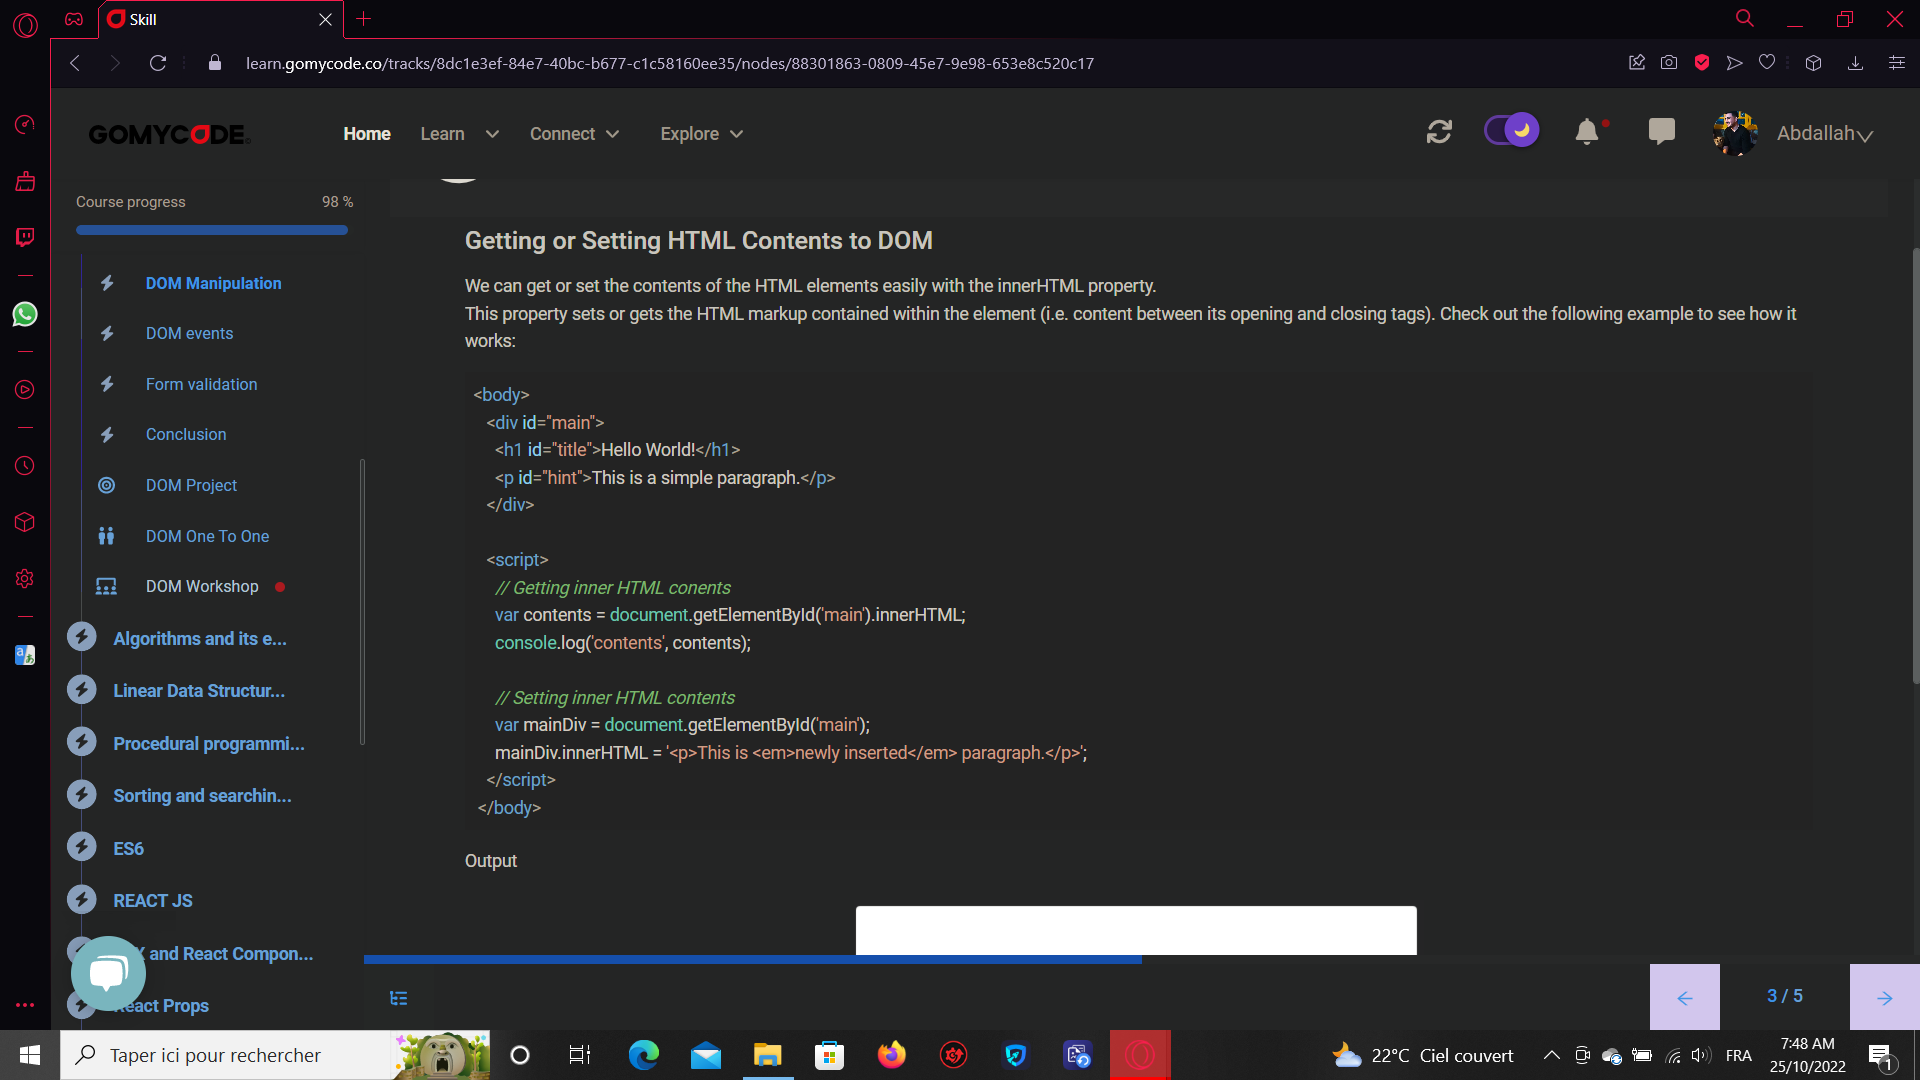 Skill
learn.gomycode.co/tracks/8dc1e3ef-84e7-40bc-b677-c1c58160ee35/nodes/88301863-0809-45e7-9e98-653e8c520c17
GOMYCODE
Home
Learn
Connect
Explore
Abdallah
Course progress
98 %
DOM Manipulation
DOM events
Form validation
Conclusion
DOM Project
DOM One To One
DOM Workshop
Algorithms and its e...
Linear Data Structur...
Procedural programmi...
Sorting and searchin...
ES6
REACT JS
X and React Compon...
React Props
Getting or Setting HTML Contents to DOM
We can get or set the contents of the HTML elements easily with the innerHTML property.
This property sets or gets the HTML markup contained within the element (i.e. content between its opening and closing tags). Check out the following example to see how it
works:
<body>
<div id="main">
<h1 id="title">Hello World!</h1>
<p id="hint">This is a simple paragraph.</p>
</div>
<script>
// Getting inner HTML conents
var contents = document.getElementById('main').innerHTML;
console.log('contents', contents);
// Setting inner HTML contents
var mainDiv = document.getElementById('main');
mainDiv.innerHTML = '<p>This is <em>newly inserted</em> paragraph.</p>';
</script>
</body>
Output
3 / 5
Taper ici pour rechercher
22°C Ciel couvert
FRA
7:48 AM
25/10/2022
1